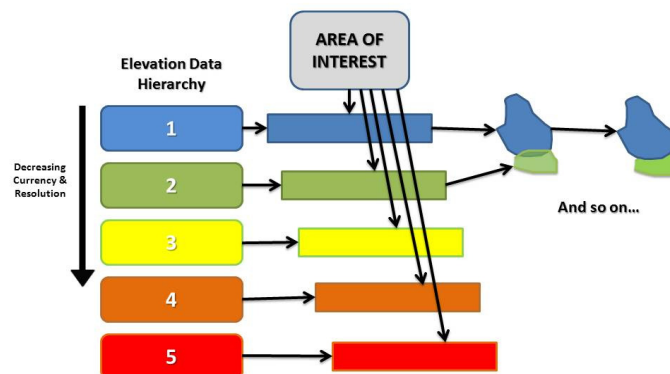 AREA OF
INTEREST
Elevation Data
Hierarchy
1
Decreasing
Currency &
Resolution
2
And so on...
3
4
5